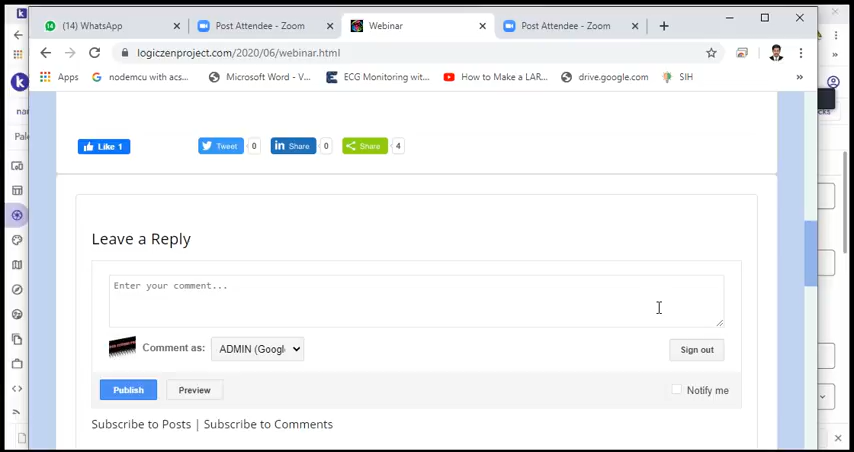 (14) WhatsApp
Post Attendee - Zoom
Webinar
Post Attendee - Zoom
logiczenproject.com/2020/06/webinar.html
Apps
nodemcu with acs...
Microsoft Word - V...
ECG Monitoring wit...
How to Make a LAR...
drive.google.com
SIH
»
Like 1
Tweet
0
in Share
0
Share
4
Leave a Reply
Enter your comment...
Comment as:
ADMIN (Googl
Sign out
Publish
Preview
Notify me
Subscribe to Posts | Subscribe to Comments